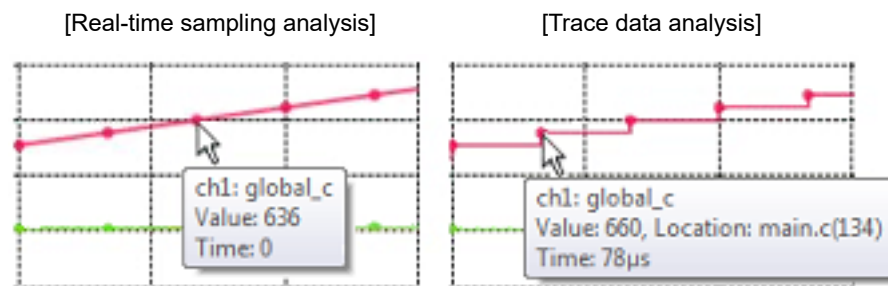 [Real-time sampling analysis]
[Trace data analysis]
ch1: global_c
Value: 636
Time: 0
ch1: global_c
Value: 660, Location: main.c(134)
Time: 78μs